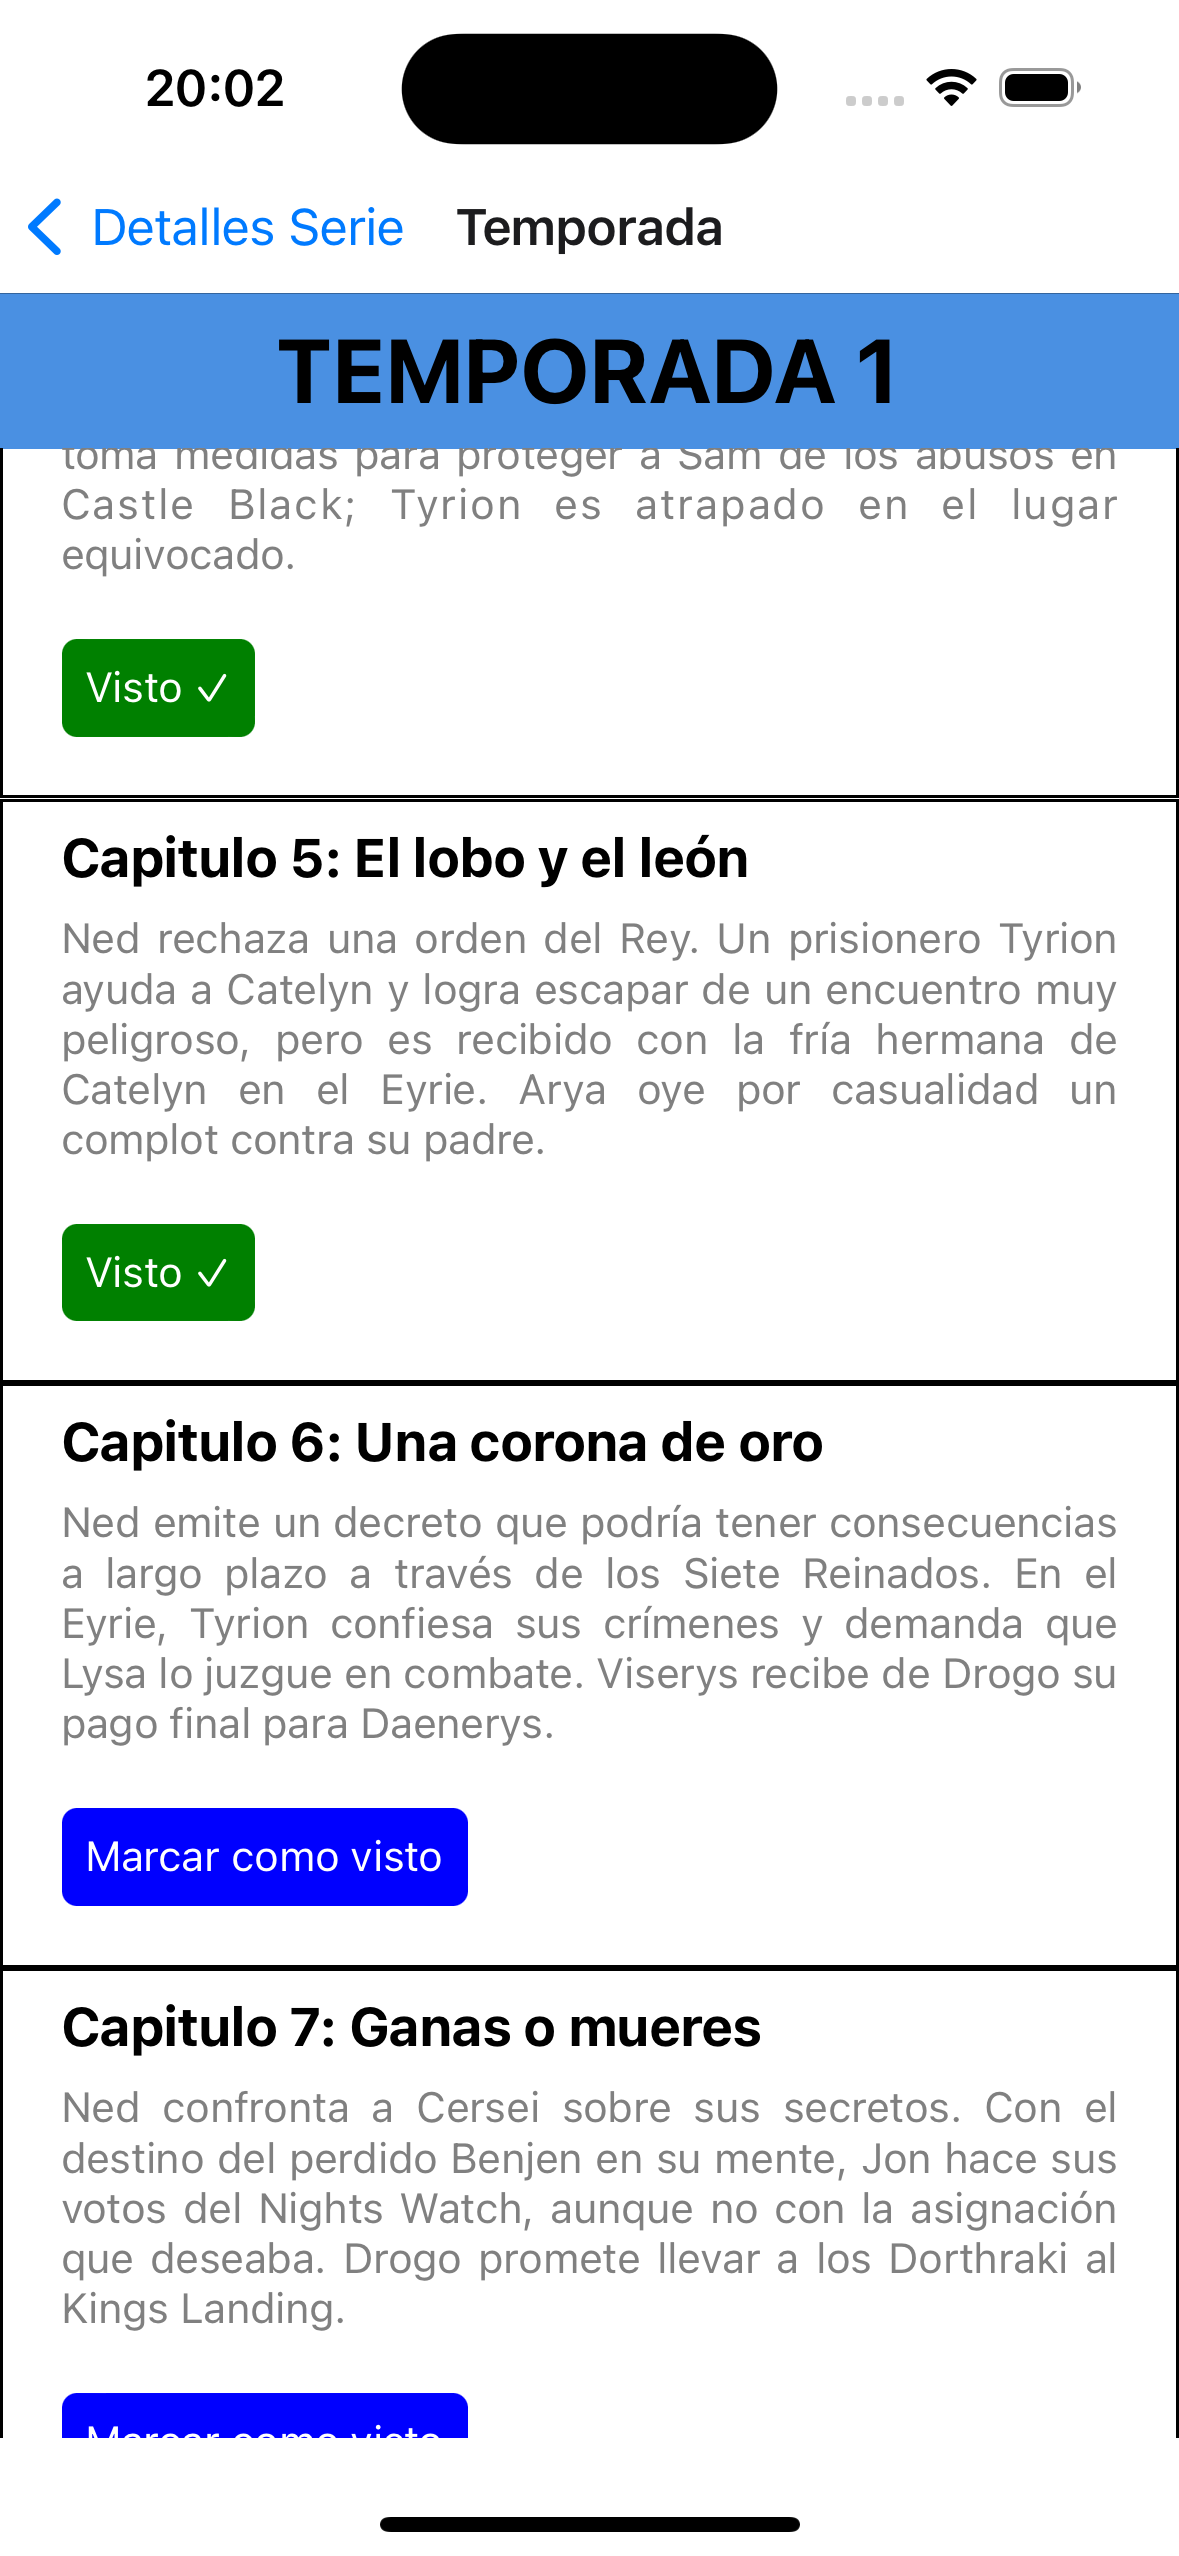 20:02
Detalles Serie
Temporada
TEMPORADA 1
toma medidas para proteger a Sam de los abusos en
Castle Black; Tyrion es atrapado en el lugar
equivocado.
Visto ✓
Capitulo 5: El lobo y el león
Ned rechaza una orden del Rey. Un prisionero Tyrion
ayuda a Catelyn y logra escapar de un encuentro muy
peligroso, pero es recibido con la fría hermana de
Catelyn en el Eyrie. Arya oye por casualidad un
complot contra su padre.
Visto ✓
Capitulo 6: Una corona de oro
Ned emite un decreto que podría tener consecuencias
a largo plazo a través de los Siete Reinados. En el
Eyrie, Tyrion confiesa sus crímenes y demanda que
Lysa lo juzgue en combate. Viserys recibe de Drogo su
pago final para Daenerys.
Marcar como visto
Capitulo 7: Ganas o mueres
Ned confronta a Cersei sobre sus secretos. Con el
destino del perdido Benjen en su mente, Jon hace sus
votos del Nights Watch, aunque no con la asignación
que deseaba. Drogo promete llevar a los Dorthraki al
Kings Landing.
Marcar como visto